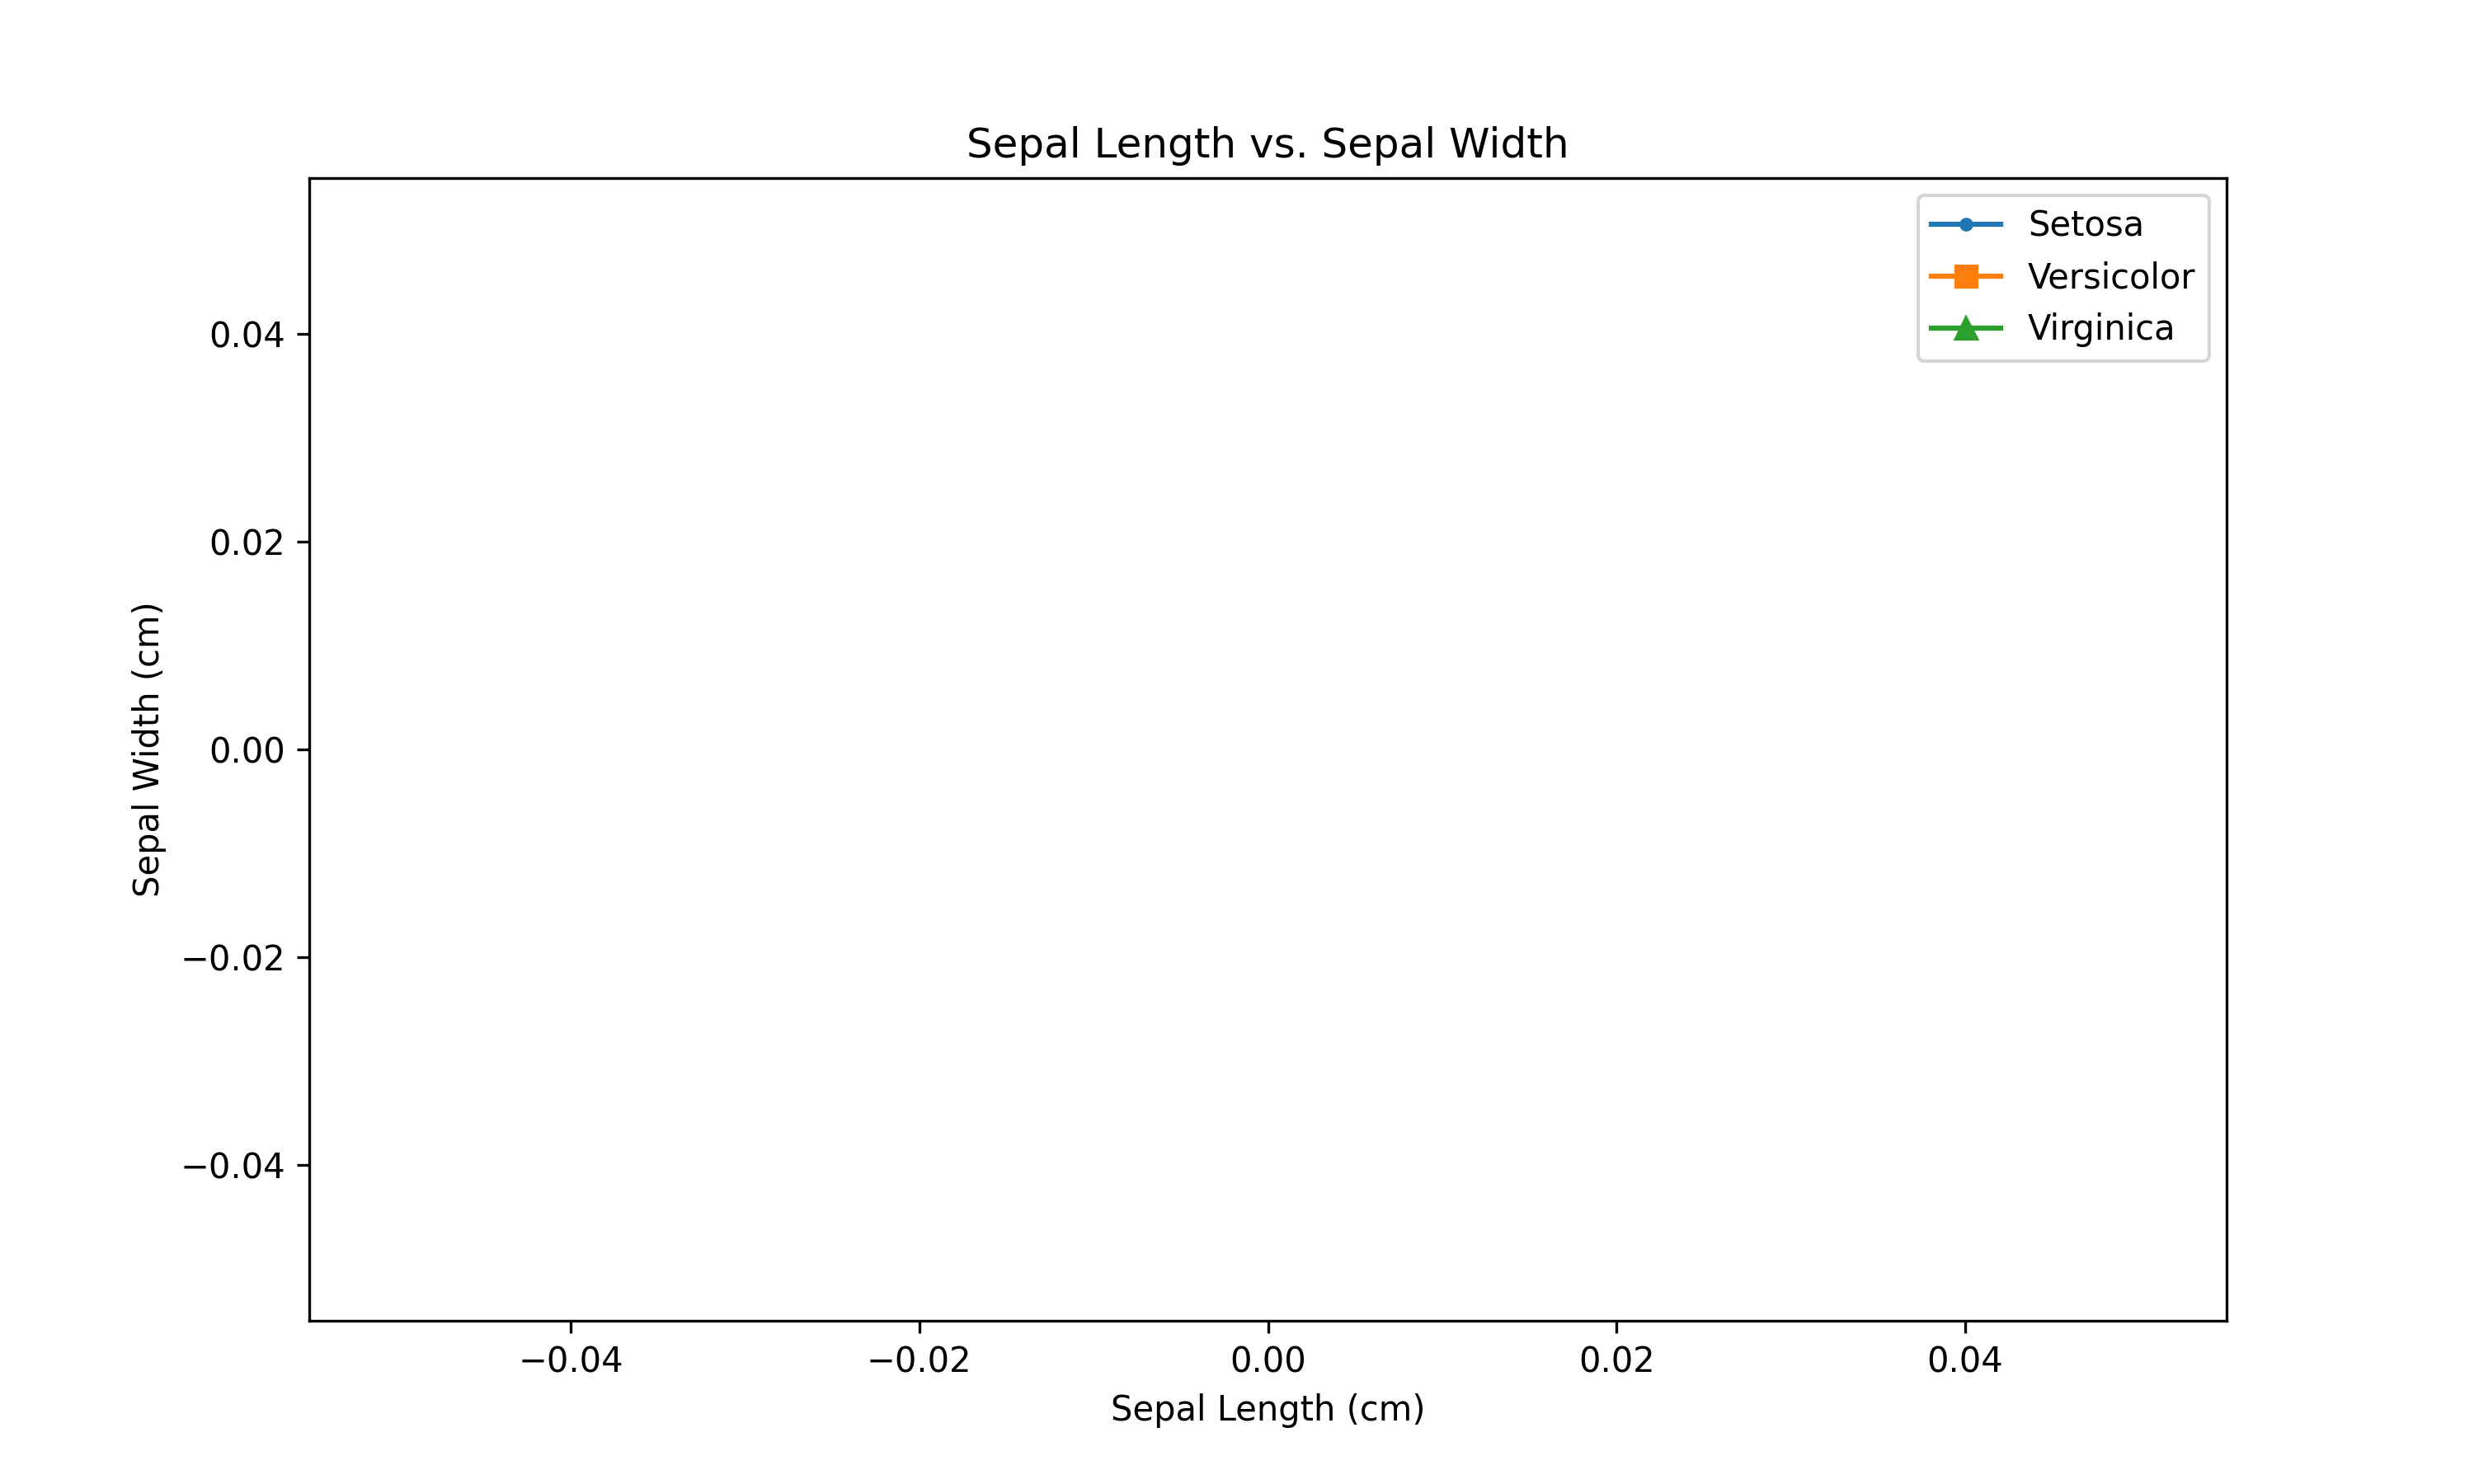 Sepal Length vs. Sepal Width
Setosa
Versicolor
Virginica
0.04
0.02
0.00
−0.02
−0.04
Sepal Width (cm)
−0.04
−0.02
0.00
0.02
0.04
Sepal Length (cm)